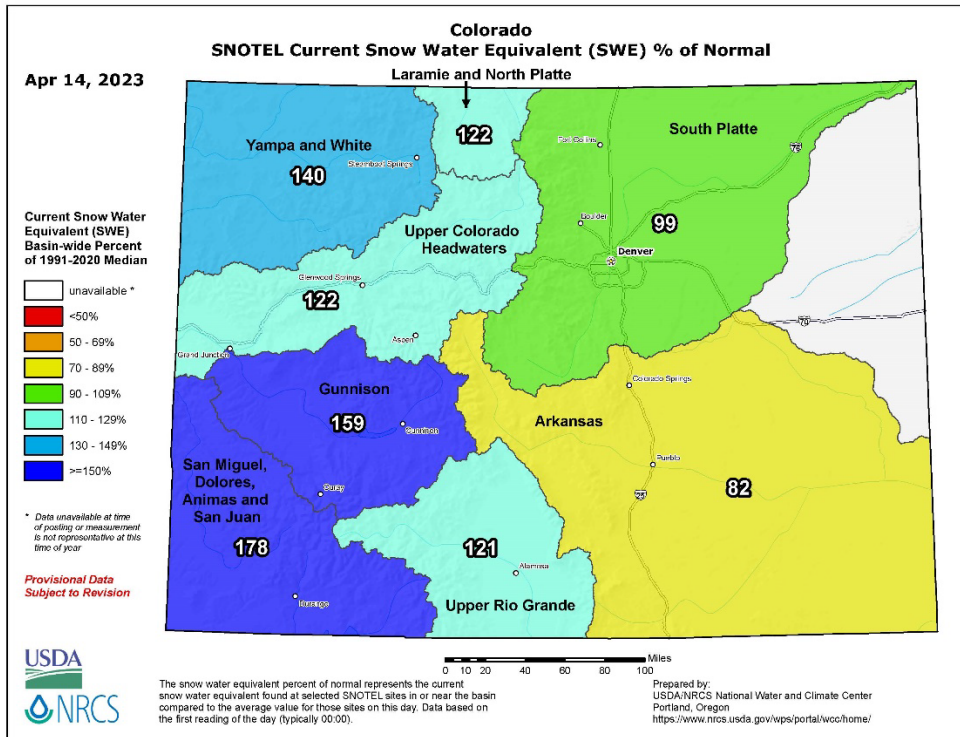 Colorado
SNOTEL Current Snow Water Equivalent (SWE) % of Normal
Apr 14, 2023
Laramie and North Platte
122
Yampa and White
Steamboat Springs
140
South Platte
Fort Collins
76
Boulder
99
Denver
Upper Colorado
Headwaters
Glenwood Springs
122
Aspen
Grand Junction
70
Colorado Springs
Gunnison
159
Gunnison
Arkansas
Pueblo
82
25
San Miguel,
Dolores,
Animas and
San Juan
178
Ouray
Durango
121
Alamosa
Upper Rio Grande
Current Snow Water
Equivalent (SWE)
Basin-wide Percent
of 1991-2020 Median
unavailable *
<50%
50 - 69%
70 - 89%
90 - 109%
110 - 129%
130 - 149%
>=150%
* Data unavailable at time
of posting or measurement
is not representative at this
time of year
Provisional Data
Subject to Revision
USDA
NRCS
Miles
0 10 20 40 60 80 100
The snow water equivalent percent of normal represents the current
snow water equivalent found at selected SNOTEL sites in or near the basin
compared to the average value for those sites on this day. Data based on
the first reading of the day (typically 00:00).
Prepared by:
USDA/NRCS National Water and Climate Center
Portland, Oregon
https://www.nrcs.usda.gov/wps/portal/wcc/home/